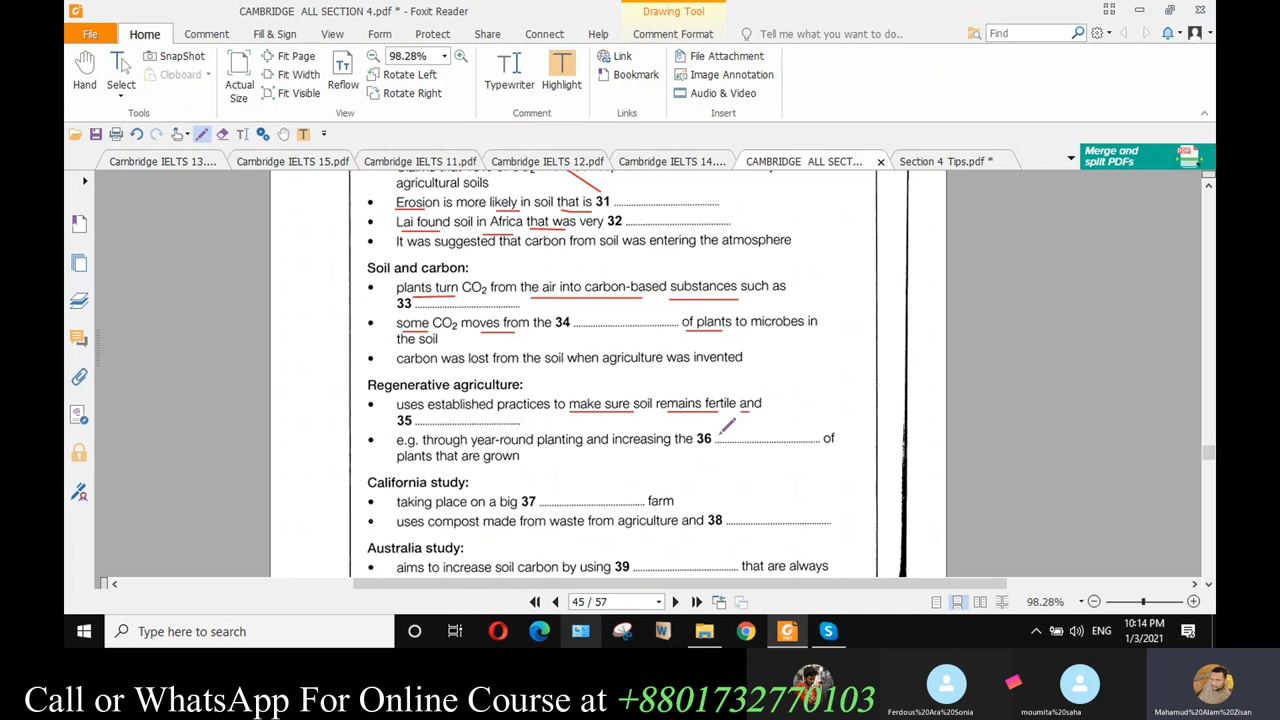 CAMBRIDGE ALL SECTION 4.pdf * - Foxit Reader
Drawing Tool
File Home Comment Fill & Sign View Form Protect Share Connect Help Comment Format Tell me what you want to do.. Find
Hand
Select
SnapShot
Clipboard
Actual Size
Fit Page
Fit Width
Fit Visible
Reflow
98.28%
Rotate Left
Rotate Right
Typewriter
Highlight
Link
Bookmark
File Attachment
Image Annotation
Audio & Video
Tools View Comment Links Insert
Cambridge IELTS 13.... Cambridge IELTS 15.pdf Cambridge IELTS 11.pdf Cambridge IELTS 12.pdf Cambridge IELTS 14.... CAMBRIDGE ALL SECT... Section 4 Tips.pdf *
Merge and split PDFs
agricultural soils
• Erosion is more likely in soil that is 31 ..........................
• Lai found soil in Africa that was very 32 ..........................
• It was suggested that carbon from soil was entering the atmosphere
Soil and carbon:
• plants turn CO2 from the air into carbon-based substances such as
33 ..........................
• some CO2 moves from the 34 .......................... of plants to microbes in
the soil
• carbon was lost from the soil when agriculture was invented
Regenerative agriculture:
• uses established practices to make sure soil remains fertile and
35 ..........................
• e.g. through year-round planting and increasing the 36 .......................... of
plants that are grown
California study:
• taking place on a big 37 .......................... farm
• uses compost made from waste from agriculture and 38 ..........................
Australia study:
• aims to increase soil carbon by using 39 .......................... that are always
45 / 57
98.28%
Type here to search
ENG
10:14 PM
1/3/2021
Call or WhatsApp For Online Course at +8801732770103
Ferdous%20Ara%20Sonia
moumita%20saha
Mahamud%20Alam%20Zisan